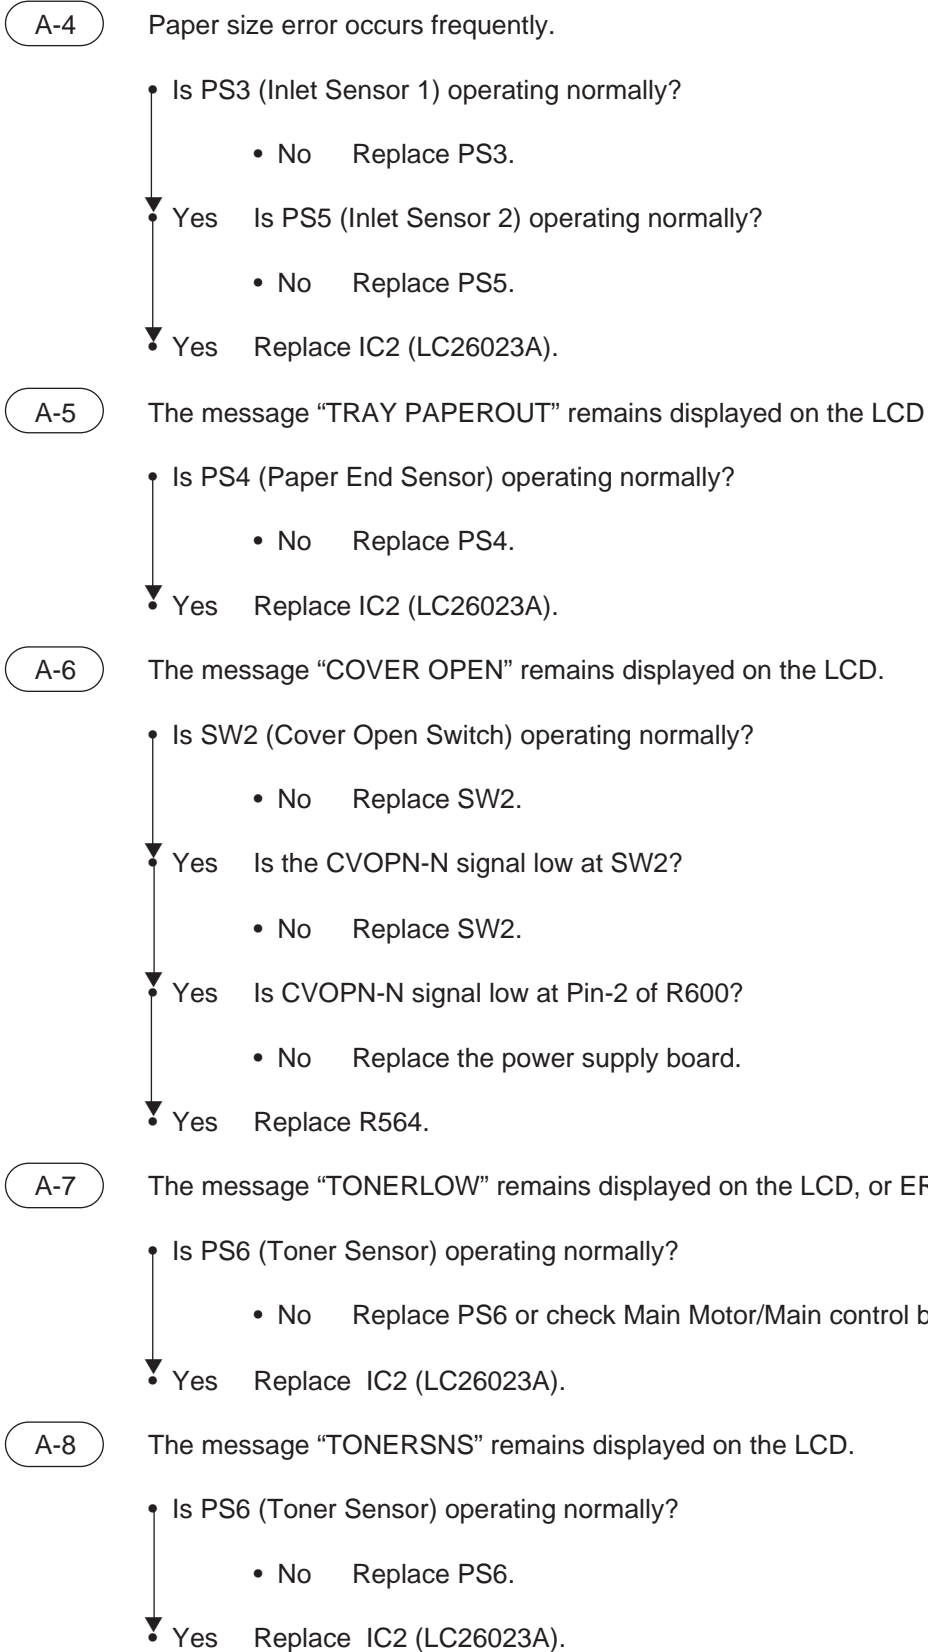 A-4 Paper size error occurs frequently.
• Is PS3 (Inlet Sensor 1) operating normally?
• No Replace PS3.
• Yes Is PS5 (Inlet Sensor 2) operating normally?
• No Replace PS5.
• Yes Replace IC2 (LC26023A).
A-5 The message “TRAY PAPEROUT” remains displayed on the LCD
• Is PS4 (Paper End Sensor) operating normally?
• No Replace PS4.
• Yes Replace IC2 (LC26023A).
A-6 The message “COVER OPEN” remains displayed on the LCD.
• Is SW2 (Cover Open Switch) operating normally?
• No Replace SW2.
• Yes Is the CVOPN-N signal low at SW2?
• No Replace SW2.
• Yes Is CVOPN-N signal low at Pin-2 of R600?
• No Replace the power supply board.
• Yes Replace R564.
A-7 The message “TONERLOW” remains displayed on the LCD, or
• Is PS6 (Toner Sensor) operating normally?
• No Replace PS6 or check Main Motor/Main control
• Yes Replace IC2 (LC26023A).
A-8 The message “TONERSNS” remains displayed on the LCD.
• Is PS6 (Toner Sensor) operating normally?
• No Replace PS6.
• Yes Replace IC2 (LC26023A).